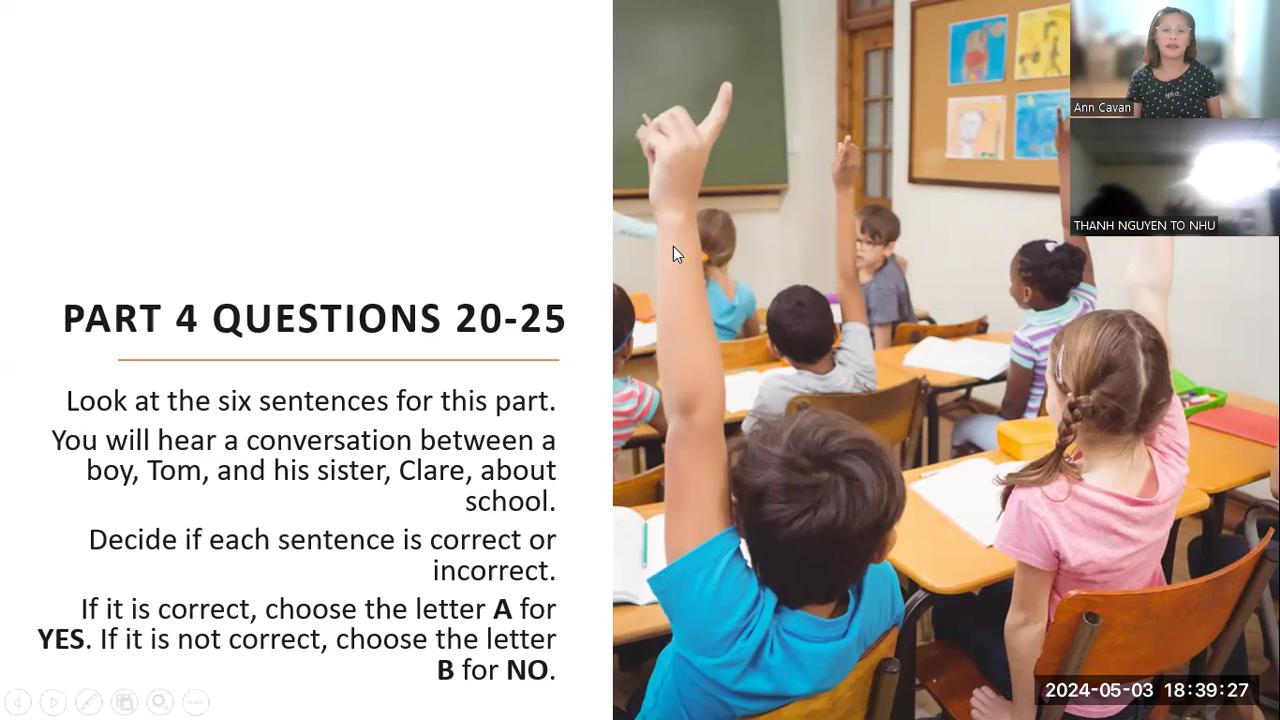 PART 4 QUESTIONS 20-25
Look at the six sentences for this part.
You will hear a conversation between a
boy, Tom, and his sister, Clare, about
school.
Decide if each sentence is correct or
incorrect.
If it is correct, choose the letter A for
YES. If it is not correct, choose the letter
B for NO.
Ann Cavan
THANH NGUYEN TO NHU
2024-05-03 18:39:27